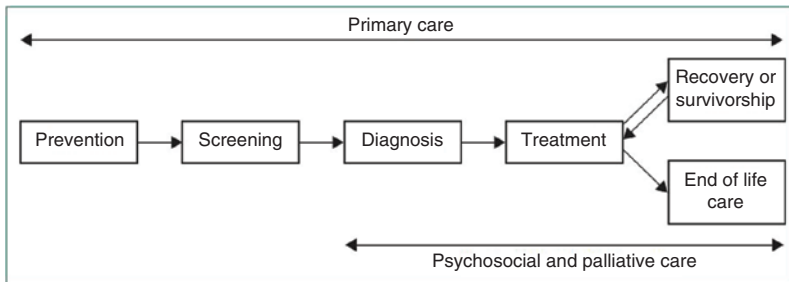 Primary care
Prevention
Screening
Diagnosis
Treatment
Recovery or
survivorship
End of life
care
Psychosocial and palliative care